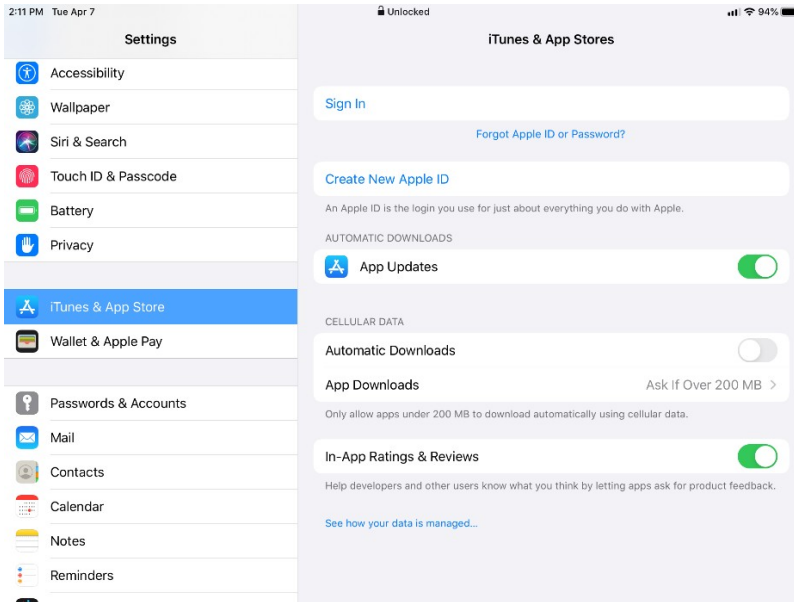 2:11 PM Tue Apr 7
Unlocked
94%
Settings
Accessibility
Wallpaper
Siri & Search
Touch ID & Passcode
Battery
Privacy
iTunes & App Store
Wallet & Apple Pay
Passwords & Accounts
Mail
Contacts
Calendar
Notes
Reminders
iTunes & App Stores
Sign In
Forgot Apple ID or Password?
Create New Apple ID
An Apple ID is the login you use for just about everything you do with Apple.
AUTOMATIC DOWNLOADS
App Updates
CELLULAR DATA
Automatic Downloads
App Downloads Ask If Over 200 MB
Only allow apps under 200 MB to download automatically using cellular data.
In-App Ratings & Reviews
Help developers and other users know what you think by letting apps ask for product feedback.
See how your data is managed...